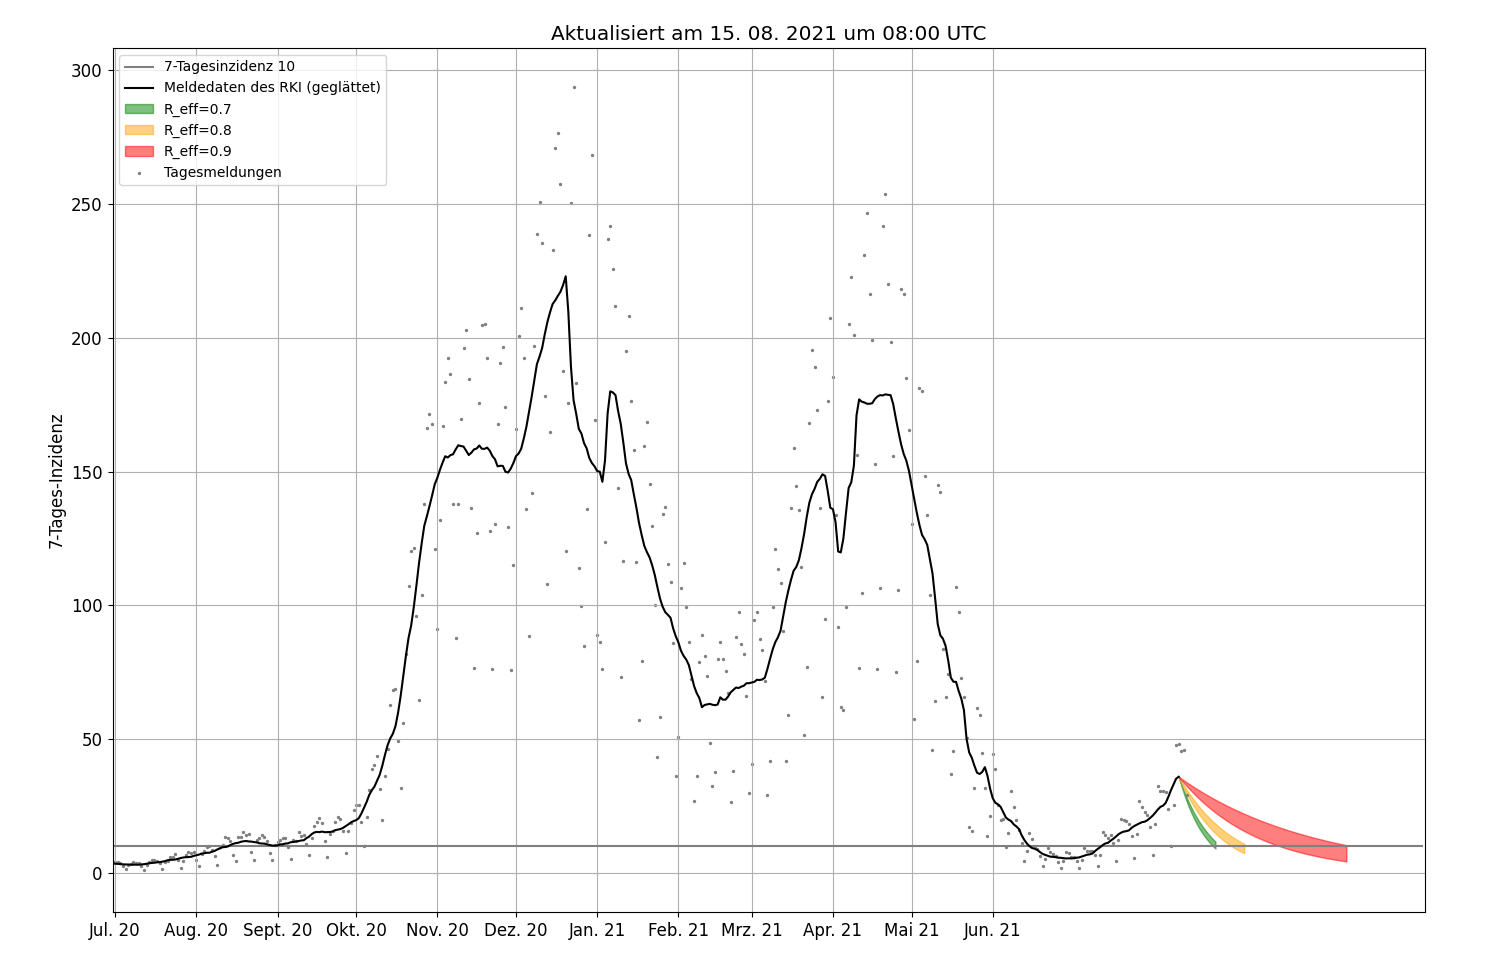 Aktualisiert am 15. 08. 2021 um 08:00 UTC
7-Tagesinzidenz 10
Meldedaten des RKI (geglättet)
R_eff=0.7
R_eff=0.8
R_eff=0.9
Tagesmeldungen
7-Tages-Inzidenz
300
250
200
150
100
50
0
Jul. 20 Aug. 20 Sept. 20 Okt. 20 Nov. 20 Dez. 20 Jan. 21 Feb. 21 Mrz. 21 Apr. 21 Mai 21 Jun. 21